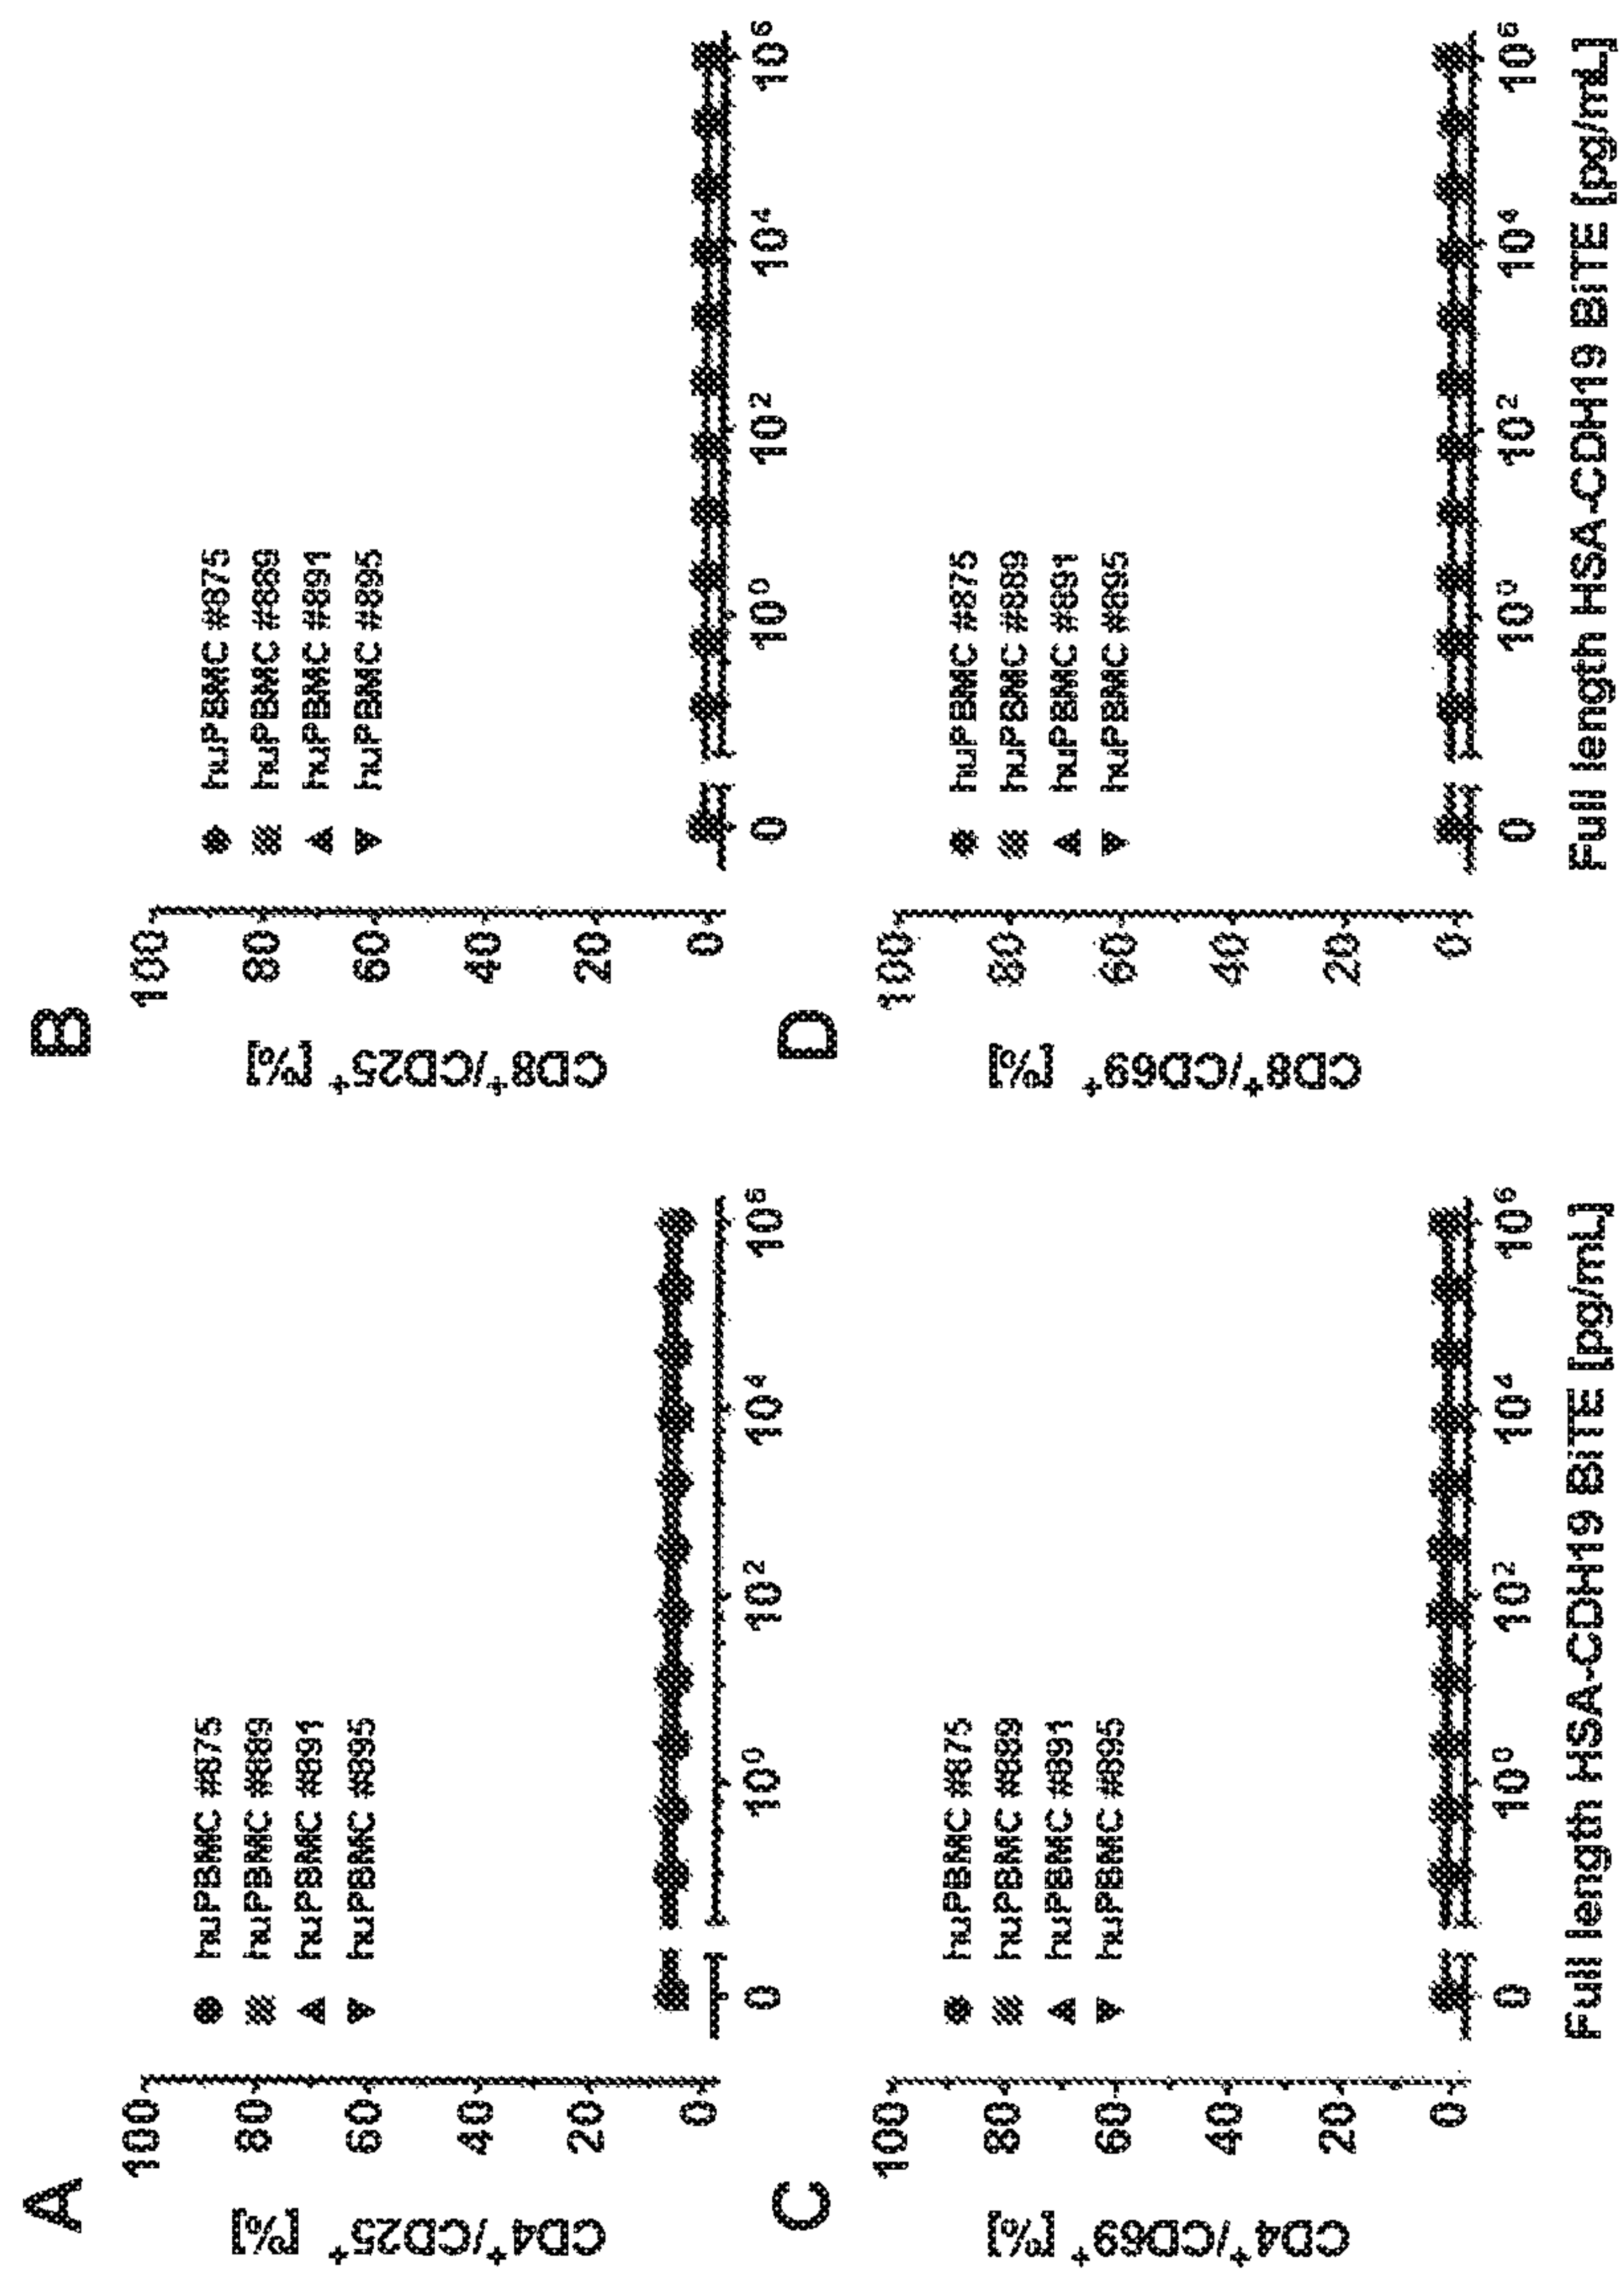 A
CD4+/CD25+ [%]
100
80
60
40
20
0
huPBMC #875
huPBMC #889
huPBMC #891
huPBMC #895
0
10⁰
10²
10⁴
10⁶
B
CD8+/CD25+ [%]
100
80
60
40
20
0
huPBMC #875
huPBMC #889
huPBMC #891
huPBMC #895
0
10⁰
10²
10⁴
10⁶
C
CD4+/CD69+ [%]
100
80
60
40
20
0
huPBMC #875
huPBMC #889
huPBMC #891
huPBMC #895
0
10⁰
10²
10⁴
10⁶
Full length HSA-CDH19 BiTE [pg/mL]
D
CD8+/CD69+ [%]
100
80
60
40
20
0
huPBMC #875
huPBMC #889
huPBMC #891
huPBMC #895
0
10⁰
10²
10⁴
10⁶
Full length HSA-CDH19 BiTE [pg/mL]